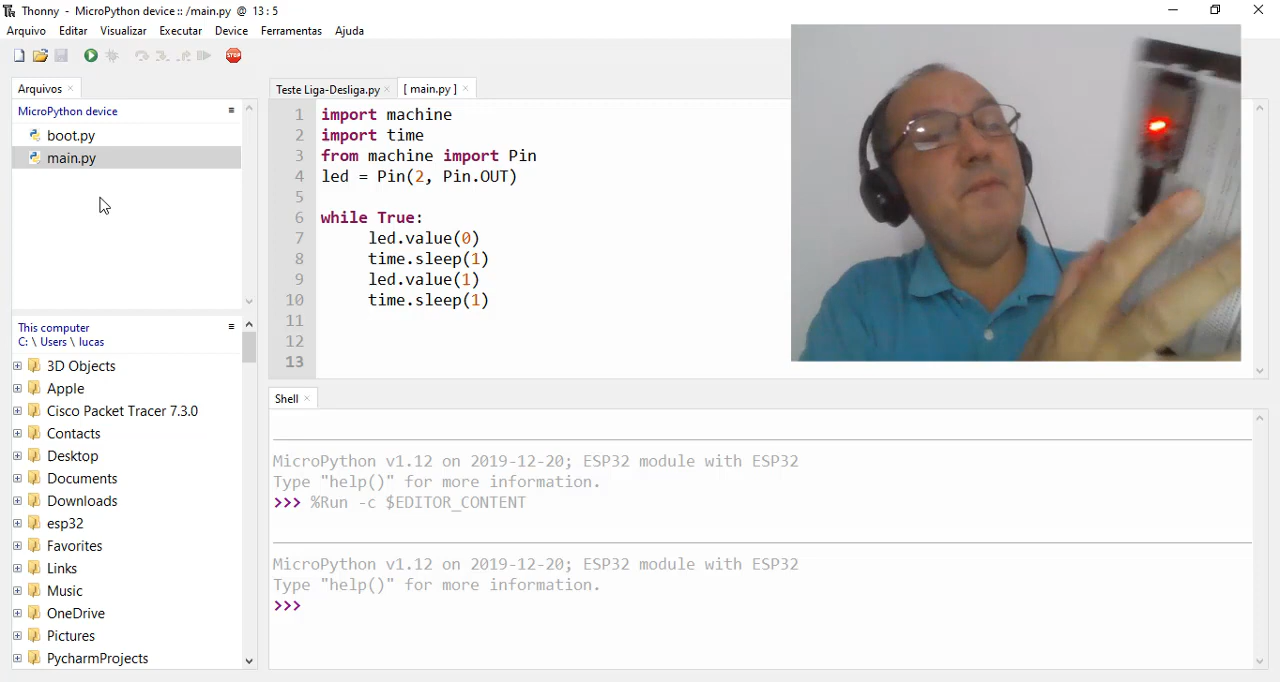 Thonny - MicroPython device :: /main.py @ 13 : 5
Arquivo Editar Visualizar Executar Device Ferramentas Ajuda
STOP
Arquivos
MicroPython device
boot.py
main.py
This computer
C: \ Users \ lucas
3D Objects
Apple
Cisco Packet Tracer 7.3.0
Contacts
Desktop
Documents
Downloads
esp32
Favorites
Links
Music
OneDrive
Pictures
PycharmProjects
Teste Liga-Desliga.py [ main.py ]
1 import machine
2 import time
3 from machine import Pin
4 led = Pin(2, Pin.OUT)
5
6 while True:
7 led.value(0)
8 time.sleep(1)
9 led.value(1)
10 time.sleep(1)
11
12
13
Shell
MicroPython v1.12 on 2019-12-20; ESP32 module with ESP32
Type "help()" for more information.
>>> %Run -c $EDITOR_CONTENT
MicroPython v1.12 on 2019-12-20; ESP32 module with ESP32
Type "help()" for more information.
>>>